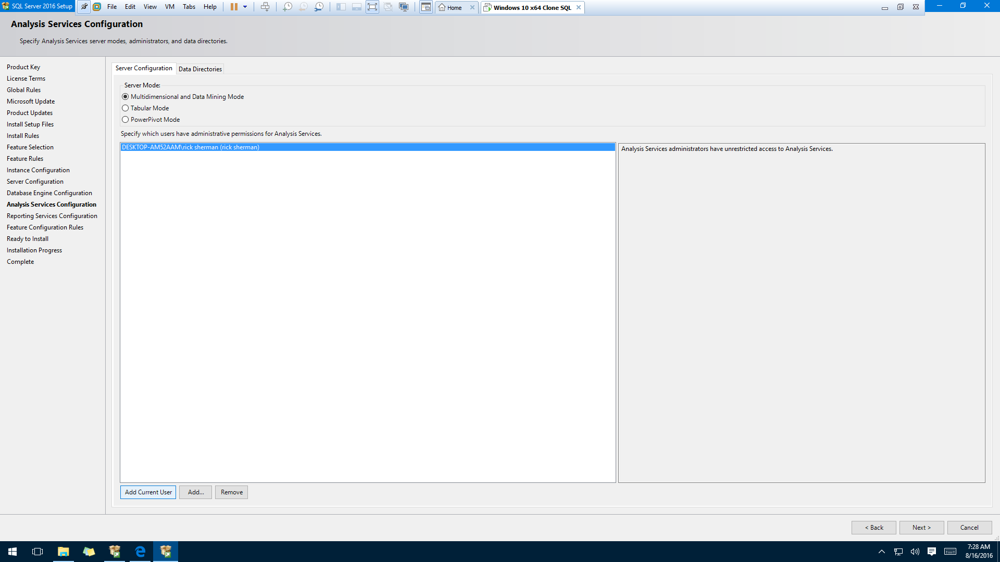 SQL Server 2016 Setup
File Edit View VM Tabs Help
Home
Windows 10 x64 Clone SQL
Analysis Services Configuration
Specify Analysis Services server modes, administrators, and data directories.
Product Key
License Terms
Global Rules
Microsoft Update
Product Updates
Install Setup Files
Install Rules
Feature Selection
Feature Rules
Instance Configuration
Server Configuration
Database Engine Configuration
Analysis Services Configuration
Reporting Services Configuration
Feature Configuration Rules
Ready to Install
Installation Progress
Complete
Server Configuration
Data Directories
Server Mode:
Multidimensional and Data Mining Mode
Tabular Mode
PowerPivot Mode
Specify which users have administrative permissions for Analysis Services.
DESKTOP-AM52AAM\rick sherman (rick sherman)
Analysis Services administrators have unrestricted access to Analysis Services.
Add Current User
Add...
Remove
< Back
Next >
Cancel
7:28 AM
8/16/2016